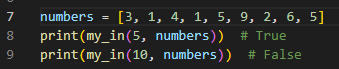 7 numbers = [3, 1, 4, 1, 5, 9, 2, 6, 5]
8 print(my_in(5, numbers))  # True
9 print(my_in(10, numbers))  # False